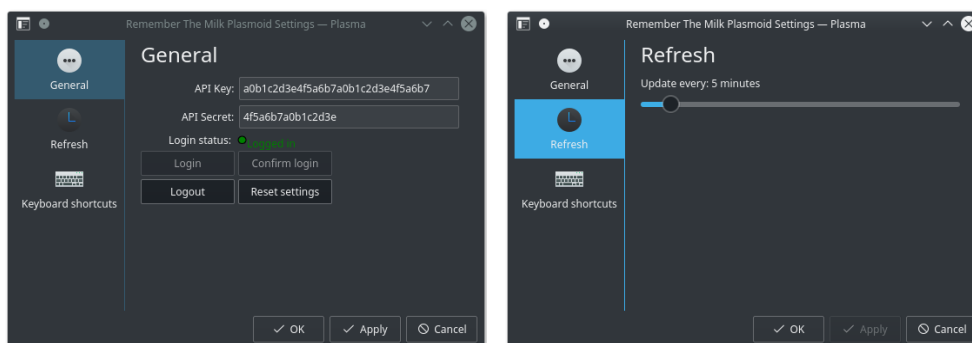 Remember The Milk Plasmoid Settings — Plasma
General
General
API Key: a0b1c2d3e4f5a6b7a0b1c2d3e4f5a6b7
API Secret: 4f5a6b7a0b1c2d3e
Refresh
Login status: Logged in
Login Confirm login
Keyboard shortcuts
Logout Reset settings
OK Apply Cancel
Remember The Milk Plasmoid Settings — Plasma
General
Refresh
Update every: 5 minutes
Refresh
Keyboard shortcuts
OK Apply Cancel